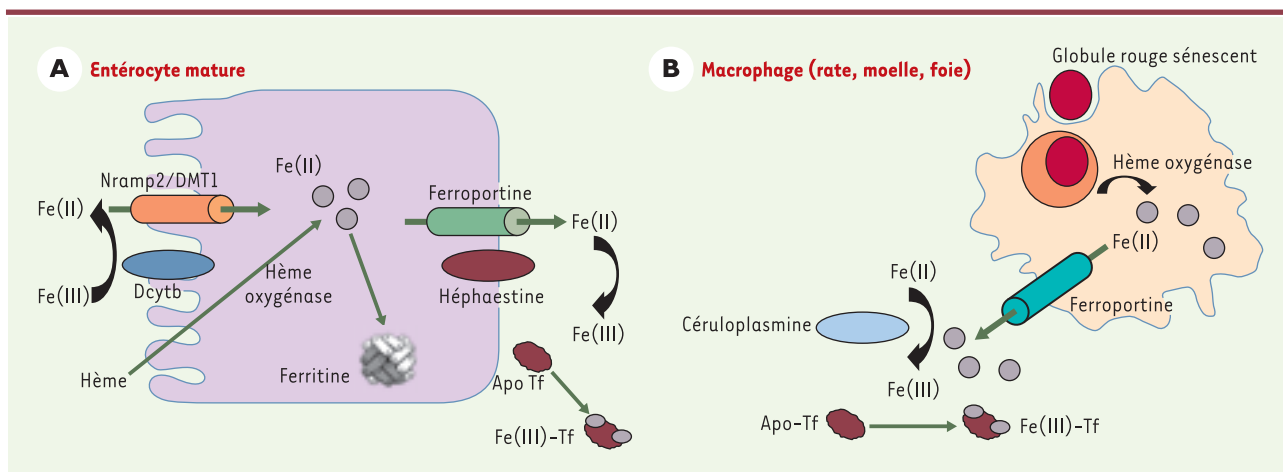 A Entérocyte mature
Fe(II)
Nramp2/DMT1
Fe(II)
Fe(III)
Dcytb
Hème
oxygénase
Hème
Ferritine
Ferroportine
Fe(II)
Héphaestine
Fe(III)
Apo Tf
Fe(III)-Tf
B Macrophage (rate, moelle, foie)
Globule rouge sénescent
Hème oxygénase
Fe(II)
Ferroportine
Fe(II)
Céruloplasmine
Fe(III)
Apo-Tf
Fe(III)-Tf